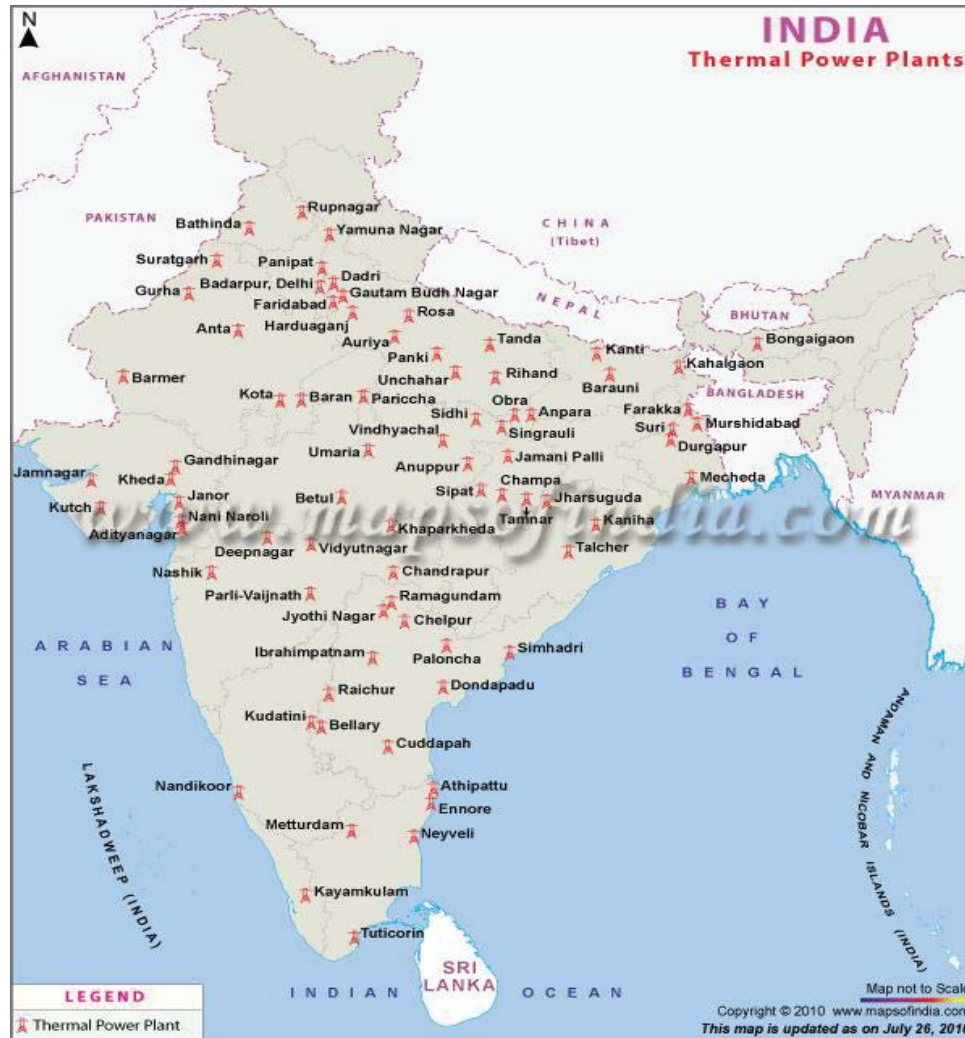 N
INDIA
Thermal Power Plants
AFGHANISTAN
PAKISTAN
CHINA
(Tibet)
NEPAL
BHUTAN
BANGLADESH
MYANMAR
Rupnagar
Bathinda
Yamuna Nagar
Suratgarh
Panipat
Dadri
Badarpur, Delhi
Gurha
Gautam Budh Nagar
Faridabad
Harduaganj
Rosa
Anta
Auriya
Tanda
Kanti
Bongaigaon
Panki
Kahalgaon
Barmer
Unchahar
Rihand
Barauni
Kota
Baran
Pariccha
Obra
Sidhi
Anpara
Farakka
Murshidabad
Vindhyachal
Singrauli
Suri
Durgapur
Umaria
Jamani Palli
Gandhinagar
Anuppur
Jamnagar
Kheda
Champa
Mecheda
Betul
Sipat
Jharsuguda
Kutch
Janor
Nani Naroli
Tamnar
Kaniha
www.mapsofindia.com
Adityanagar
Khaparkheda
Deepnagar
Vidyutnagar
Talcher
Nashik
Chandrapur
Parli-Vaijnath
Ramagundam
Jyothi Nagar
Chelpur
BAY
OF
BENGAL
ARABIAN
SEA
Ibrahimpatnam
Paloncha
Simhadri
Raichur
Dondapadu
Kudatini
Bellary
Cuddapah
Nandikoor
Athipattu
Ennore
Metturdam
Neyveli
Kayamkulam
Tuticorin
LAKSHADWEEP (INDIA)
ANDAMAN AND NICOBAR ISLANDS (INDIA)
SRI
LANKA
INDIAN OCEAN
LEGEND
Thermal Power Plant
Map not to Scale
Copyright © 2010 www.mapsofindia.com
This map is updated as on July 26, 2010